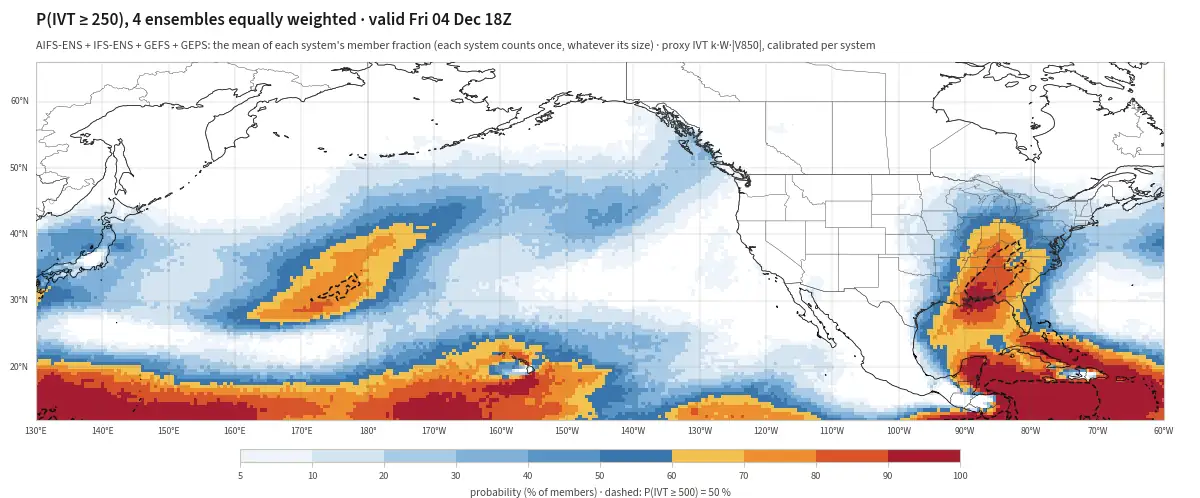 P(IVT ≥ 250), 4 ensembles equally weighted · valid Fri 04 Dec 18Z
AIFS-ENS + IFS-ENS + GEFS + GEPS: the mean of each system's member fraction (each system counts once, whatever its size) · proxy IVT k·W·|V850|, calibrated per system
60°N
50°N
40°N
30°N
20°N
130°E 140°E 150°E 160°E 170°E 180° 170°W 160°W 150°W 140°W 130°W 120°W 110°W 100°W 90°W 80°W 70°W 60°W
5 10 20 30 40 50 60 70 80 90 100
probability (% of members) · dashed: P(IVT ≥ 500) = 50 %